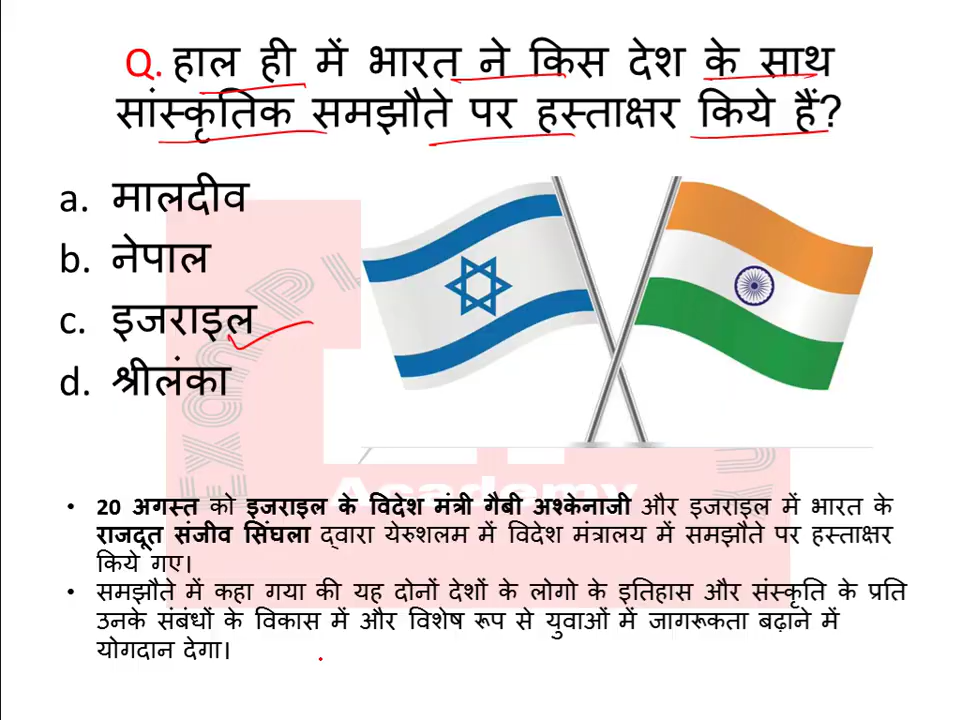 Q. हाल ही में भारत ने किस देश के साथ
सांस्कृतिक समझौते पर हस्ताक्षर किये हैं?
a. मालदीव
b. नेपाल
c. इजराइल
d. श्रीलंका
Academy
• 20 अगस्त को इजराइल के विदेश मंत्री गैबी अश्केनाजी और इजराइल में भारत के
राजदूत संजीव सिंघला द्वारा येरुशलम में विदेश मंत्रालय में समझौते पर हस्ताक्षर
किये गए।
• समझौते में कहा गया की यह दोनों देशों के लोगो के इतिहास और संस्कृति के प्रति
उनके संबंधों के विकास में और विशेष रूप से युवाओं में जागरूकता बढ़ाने में
योगदान देगा।